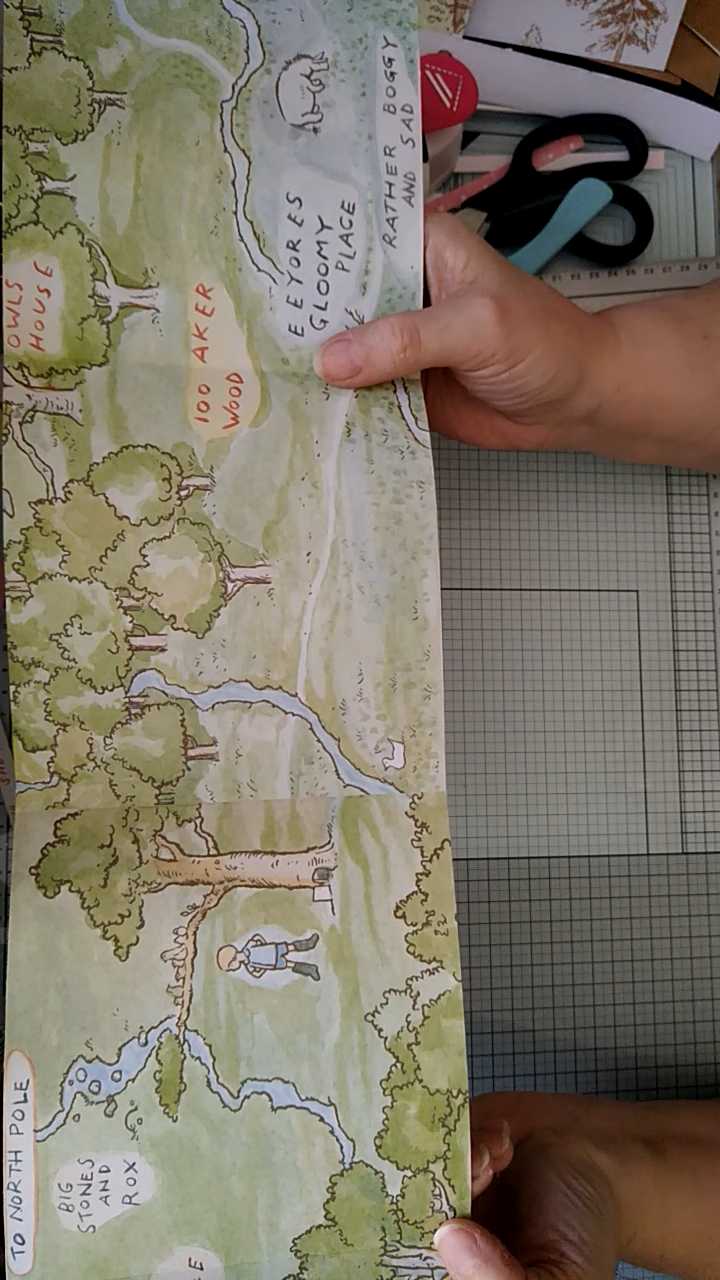 RATHER BOGGY
AND SAD
EEYORES
GLOOMY
PLACE
100 AKER
WOOD
OWLS
HOUSE
BIG
STONES
AND
ROX
TO NORTH POLE